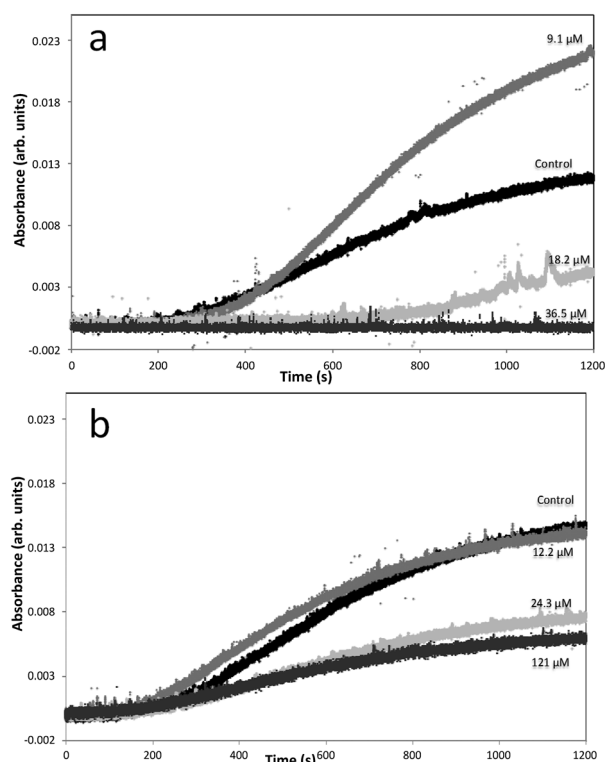 a
Absorbance (arb. units)
0.023
0.018
0.013
0.008
0.003
-0.002
9.1 µM
Control
18.2 µM
36.5 µM
0 200 400 600 800 1000 1200
Time (s)
b
Absorbance (arb. units)
0.023
0.018
0.013
0.008
0.003
-0.002
Control
12.2 µM
24.3 µM
121 µM
0 200 400 600 800 1000 1200
Time (s)